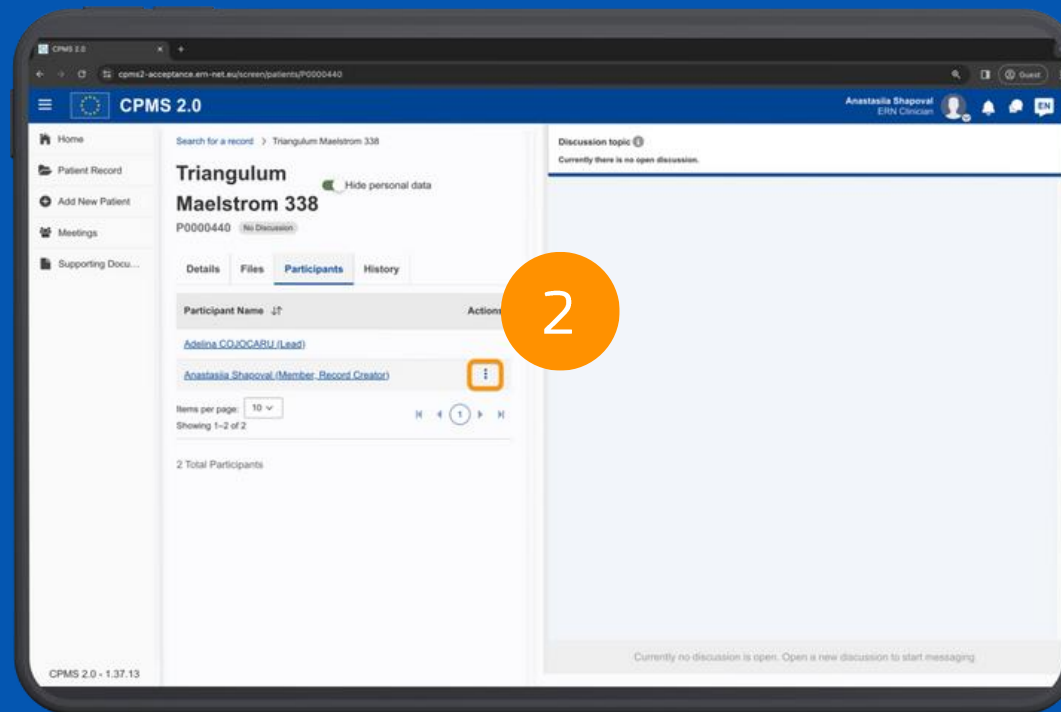 CPMS 2.0
cpms2-acceptance.ern-net.eu/screen/patients/P0000440
Guest
CPMS 2.0
Anastasiia Shapoval
ERN Clinician
EN
Home
Patient Record
Add New Patient
Meetings
Supporting Docu...
CPMS 2.0 - 1.37.13
Search for a record > Triangulum Maelstrom 338
Triangulum
Maelstrom 338
Hide personal data
P0000440 No Discussion
Details Files Participants History
Participant Name Actions
Adelina COJOCARU (Lead)
Anastasiia Shapoval (Member, Record Creator)
Items per page: 10
1
Showing 1–2 of 2
2 Total Participants
2
Discussion topic
Currently there is no open discussion.
Currently no discussion is open. Open a new discussion to start messaging